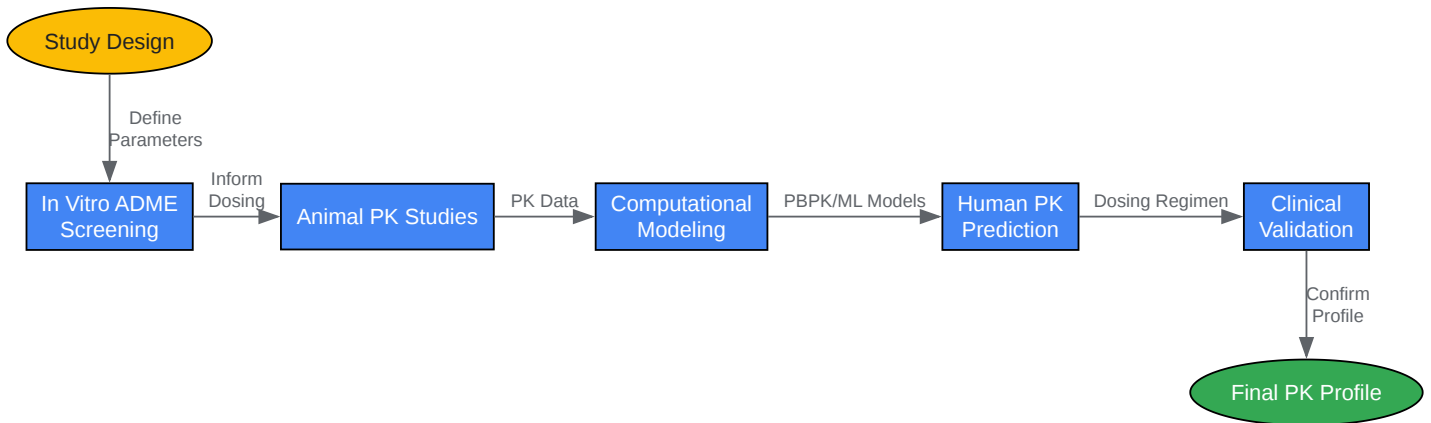 Study Design
Define
Parameters
In Vitro ADME
Screening
Inform
Dosing
Animal PK Studies
PK Data
Computational
Modeling
PBPK/ML Models
Human PK
Prediction
Dosing Regimen
Clinical
Validation
Confirm
Profile
Final PK Profile